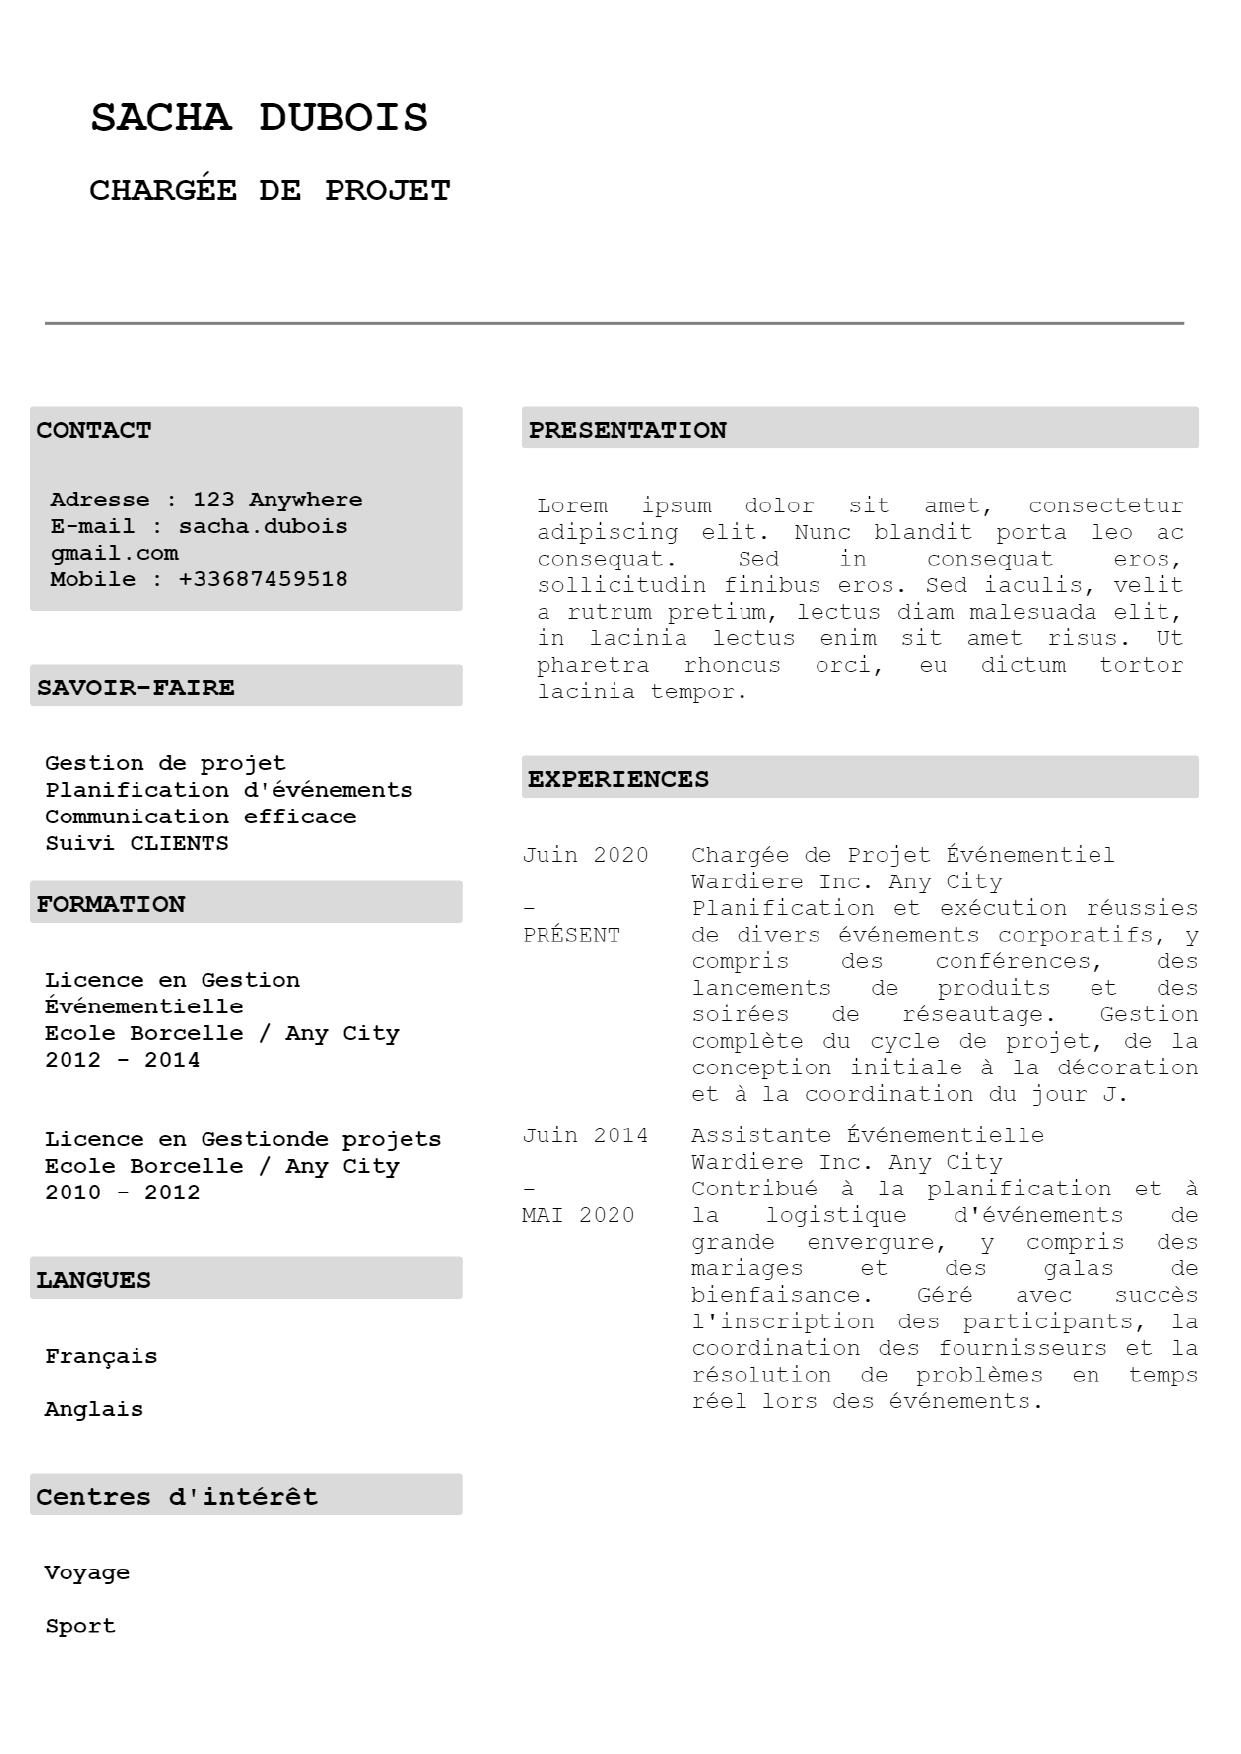 SACHA DUBOIS
CHARGÉE DE PROJET
CONTACT
Adresse : 123 Anywhere
E-mail : sacha.dubois
gmail.com
Mobile : +33687459518
SAVOIR-FAIRE
Gestion de projet
Planification d'événements
Communication efficace
Suivi CLIENTS
FORMATION
Licence en Gestion
Événementielle
Ecole Borcelle / Any City
2012 - 2014
Licence en Gestionde projets
Ecole Borcelle / Any City
2010 - 2012
LANGUES
Français
Anglais
Centres d'intérêt
Voyage
Sport
PRESENTATION
Lorem ipsum dolor sit amet, consectetur
adipiscing elit. Nunc blandit porta leo ac
consequat. Sed in consequat eros,
sollicitudin finibus eros. Sed iaculis, velit
a rutrum pretium, lectus diam malesuada elit,
in lacinia lectus enim sit amet risus. Ut
pharetra rhoncus orci, eu dictum tortor
lacinia tempor.
EXPERIENCES
Juin 2020
–
PRÉSENT
Chargée de Projet Événementiel
Wardiere Inc. Any City
Planification et exécution réussies
de divers événements corporatifs, y
compris des conférences, des
lancements de produits et des
soirées de réseautage. Gestion
complète du cycle de projet, de la
conception initiale à la décoration
et à la coordination du jour J.
Juin 2014
–
MAI 2020
Assistante Événementielle
Wardiere Inc. Any City
Contribué à la planification et à
la logistique d'événements de
grande envergure, y compris des
mariages et des galas de
bienfaisance. Géré avec succès
l'inscription des participants, la
coordination des fournisseurs et la
résolution de problèmes en temps
réel lors des événements.